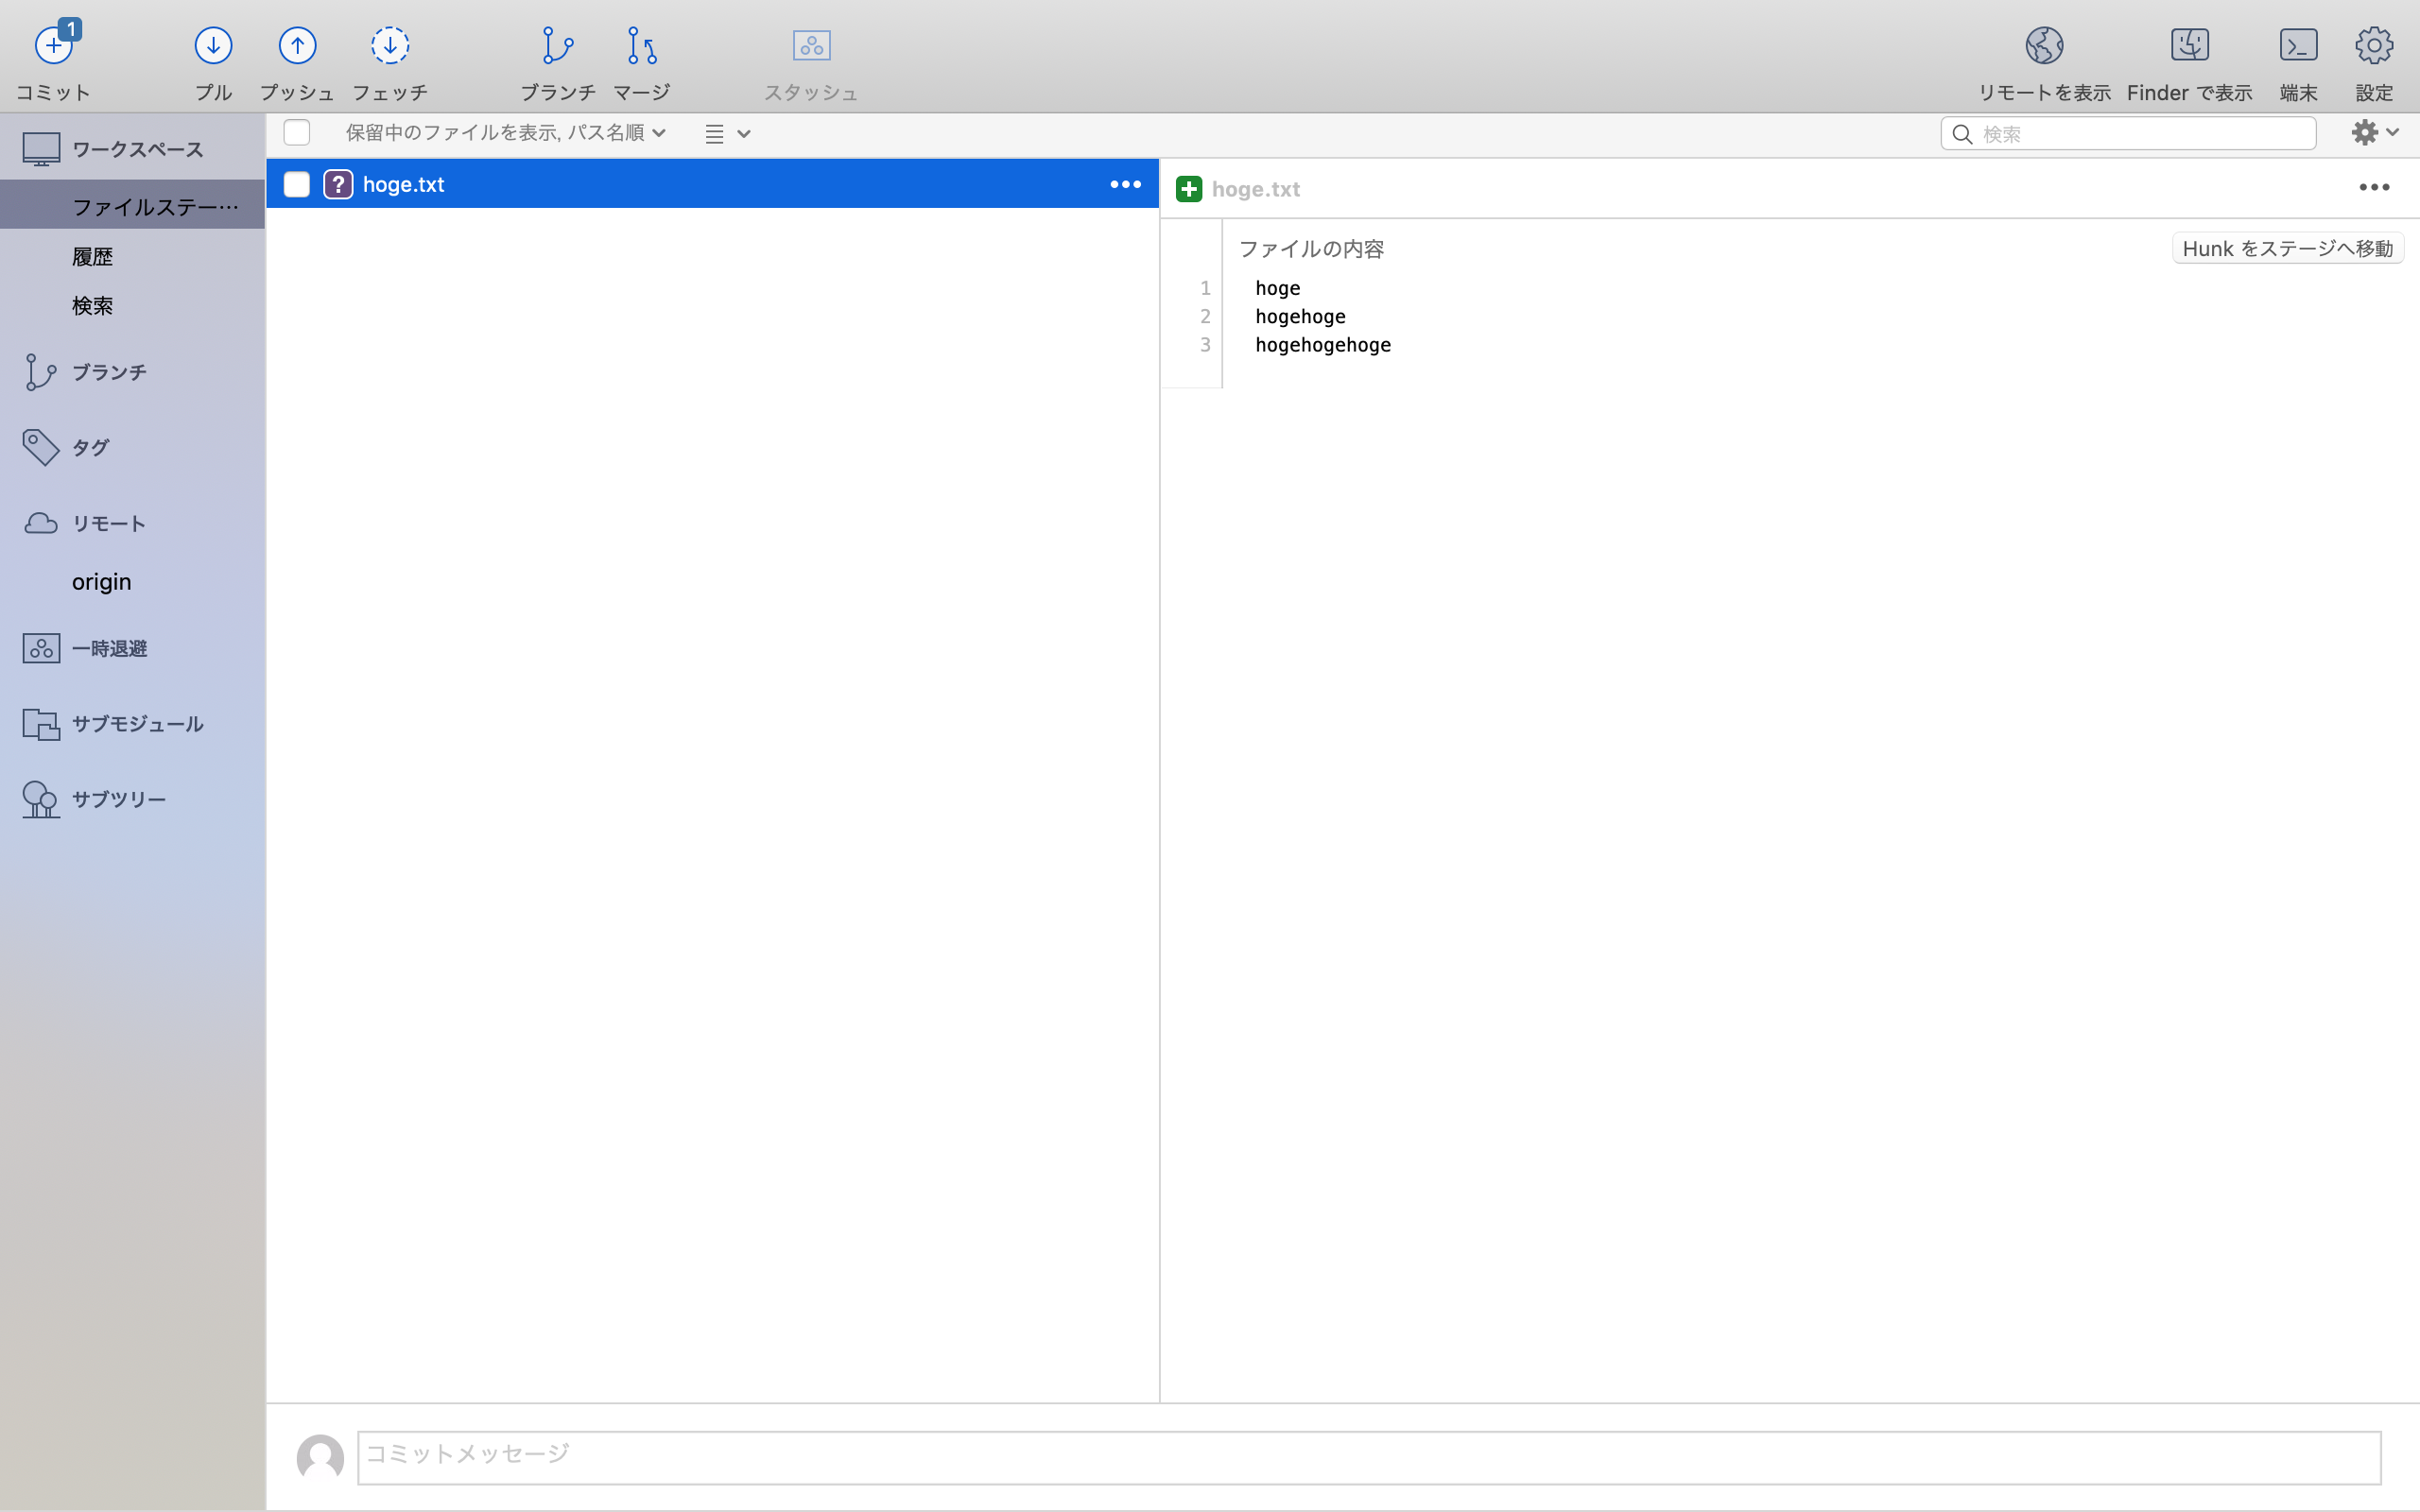 1
コミット プル プッシュ フェッチ ブランチ マージ スタッシュ リモートを表示 Finder で表示 端末 設定
保留中のファイルを表示, パス名順
検索
ワークスペース
ファイルステー…
履歴
検索
ブランチ
タグ
リモート
origin
一時退避
サブモジュール
サブツリー
? hoge.txt
hoge.txt
ファイルの内容
Hunk をステージへ移動
1 hoge
2 hogehoge
3 hogehogehoge
コミットメッセージ